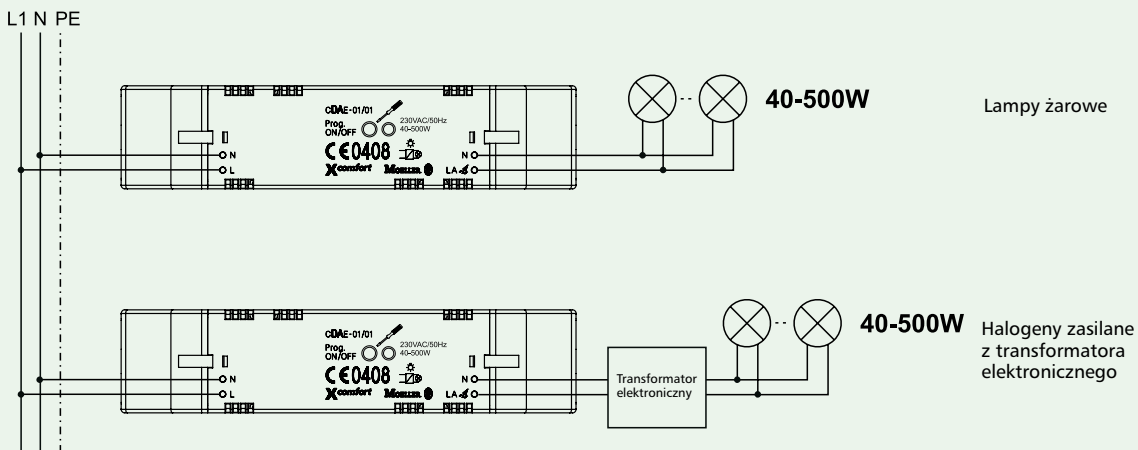 L1 N PE
CDAE-01/01
Prog.
ON/OFF
230VAC/50Hz
40-500W
CE0408
N
L
Xcomfort
MOELLER
N
LA
40-500W
Lampy żarowe
CDAE-01/01
Prog.
ON/OFF
230VAC/50Hz
40-500W
CE0408
N
L
Xcomfort
MOELLER
N
LA
Transformator
elektroniczny
40-500W
Halogeny zasilane
z transformatora
elektronicznego